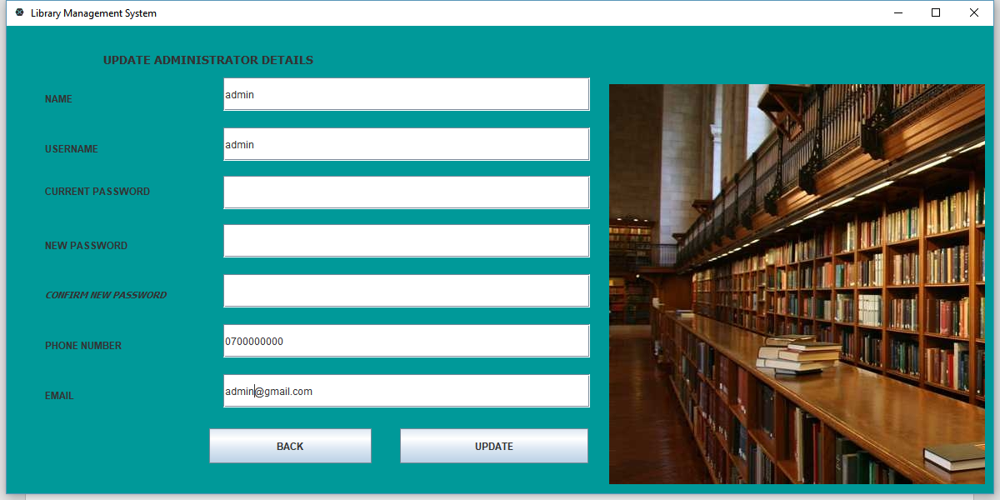 Library Management System
UPDATE ADMINISTRATOR DETAILS
NAME admin
USERNAME admin
CURRENT PASSWORD
NEW PASSWORD
CONFIRM NEW PASSWORD
PHONE NUMBER 0700000000
EMAIL admin@gmail.com
BACK UPDATE